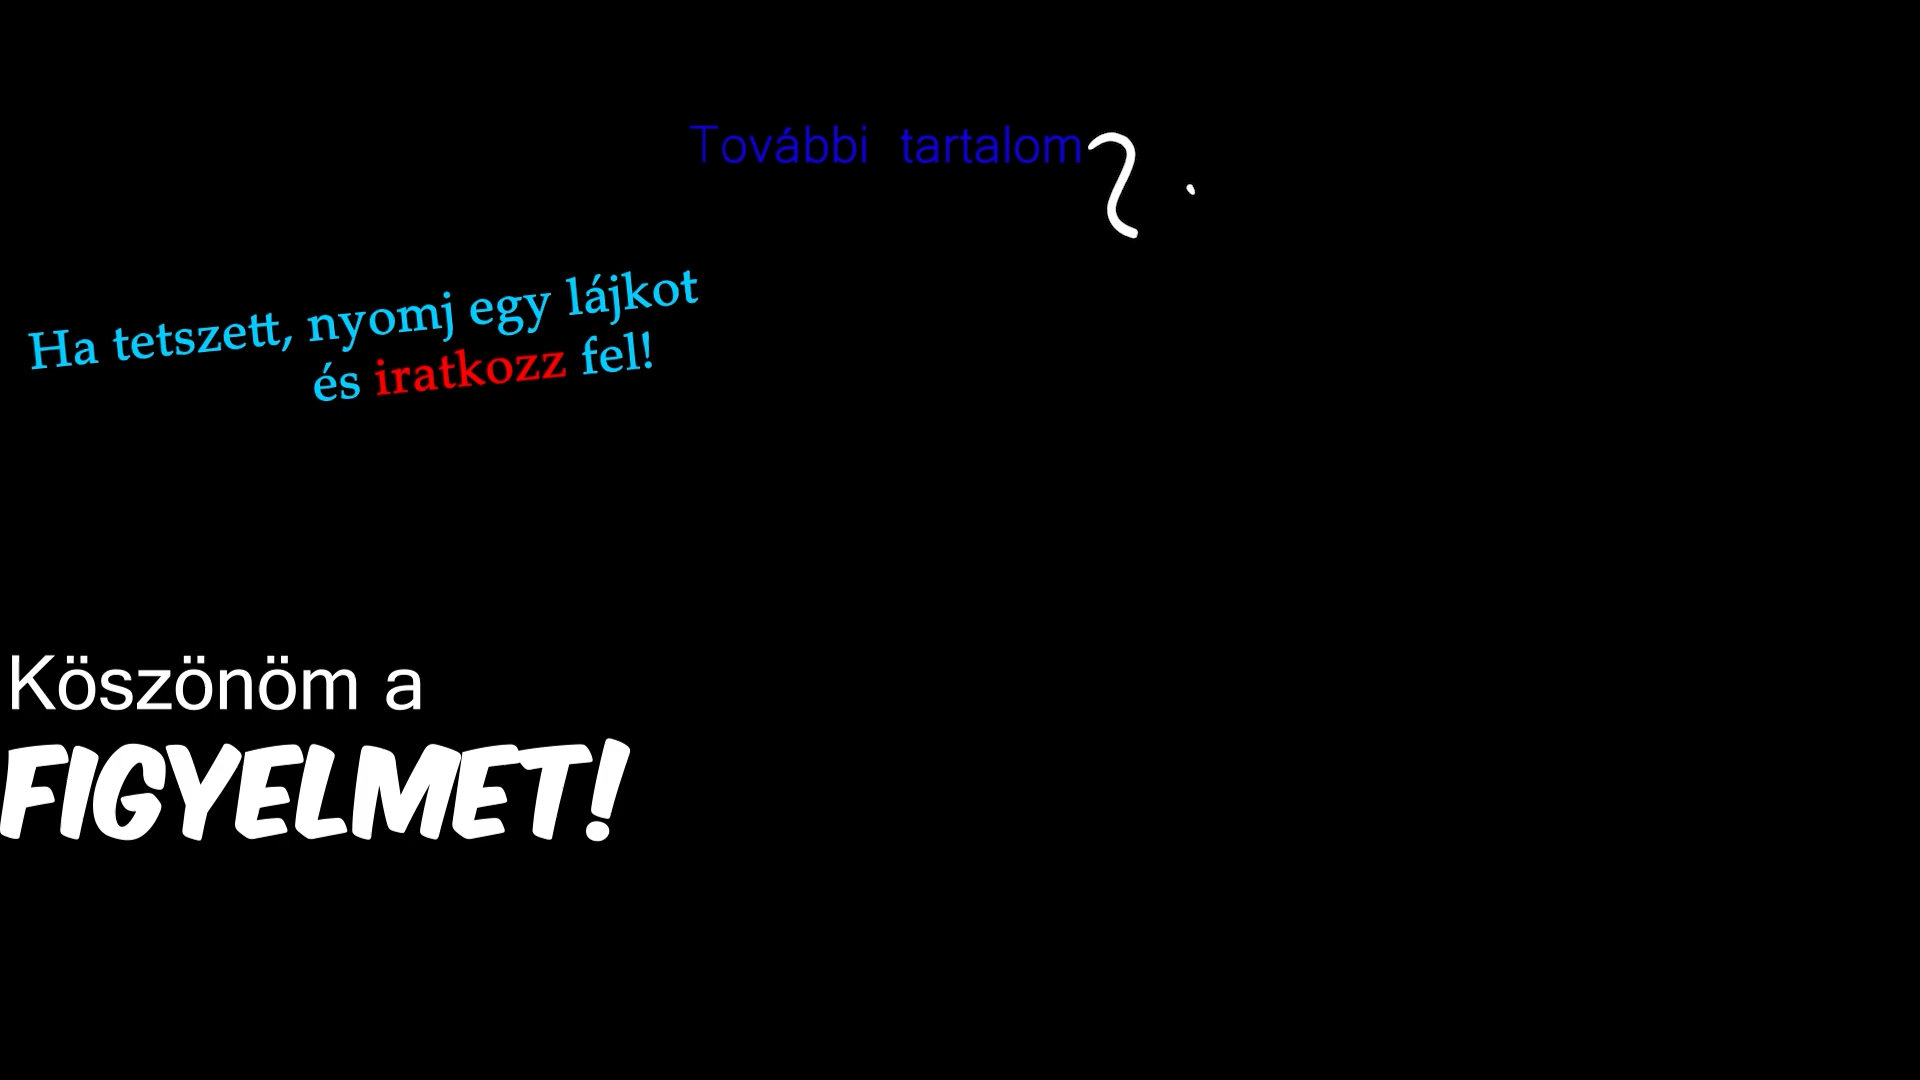 További tartalom
Ha tetszett, nyomj egy lájkot
és iratkozz fel!
Köszönöm a
FIGYELMET!